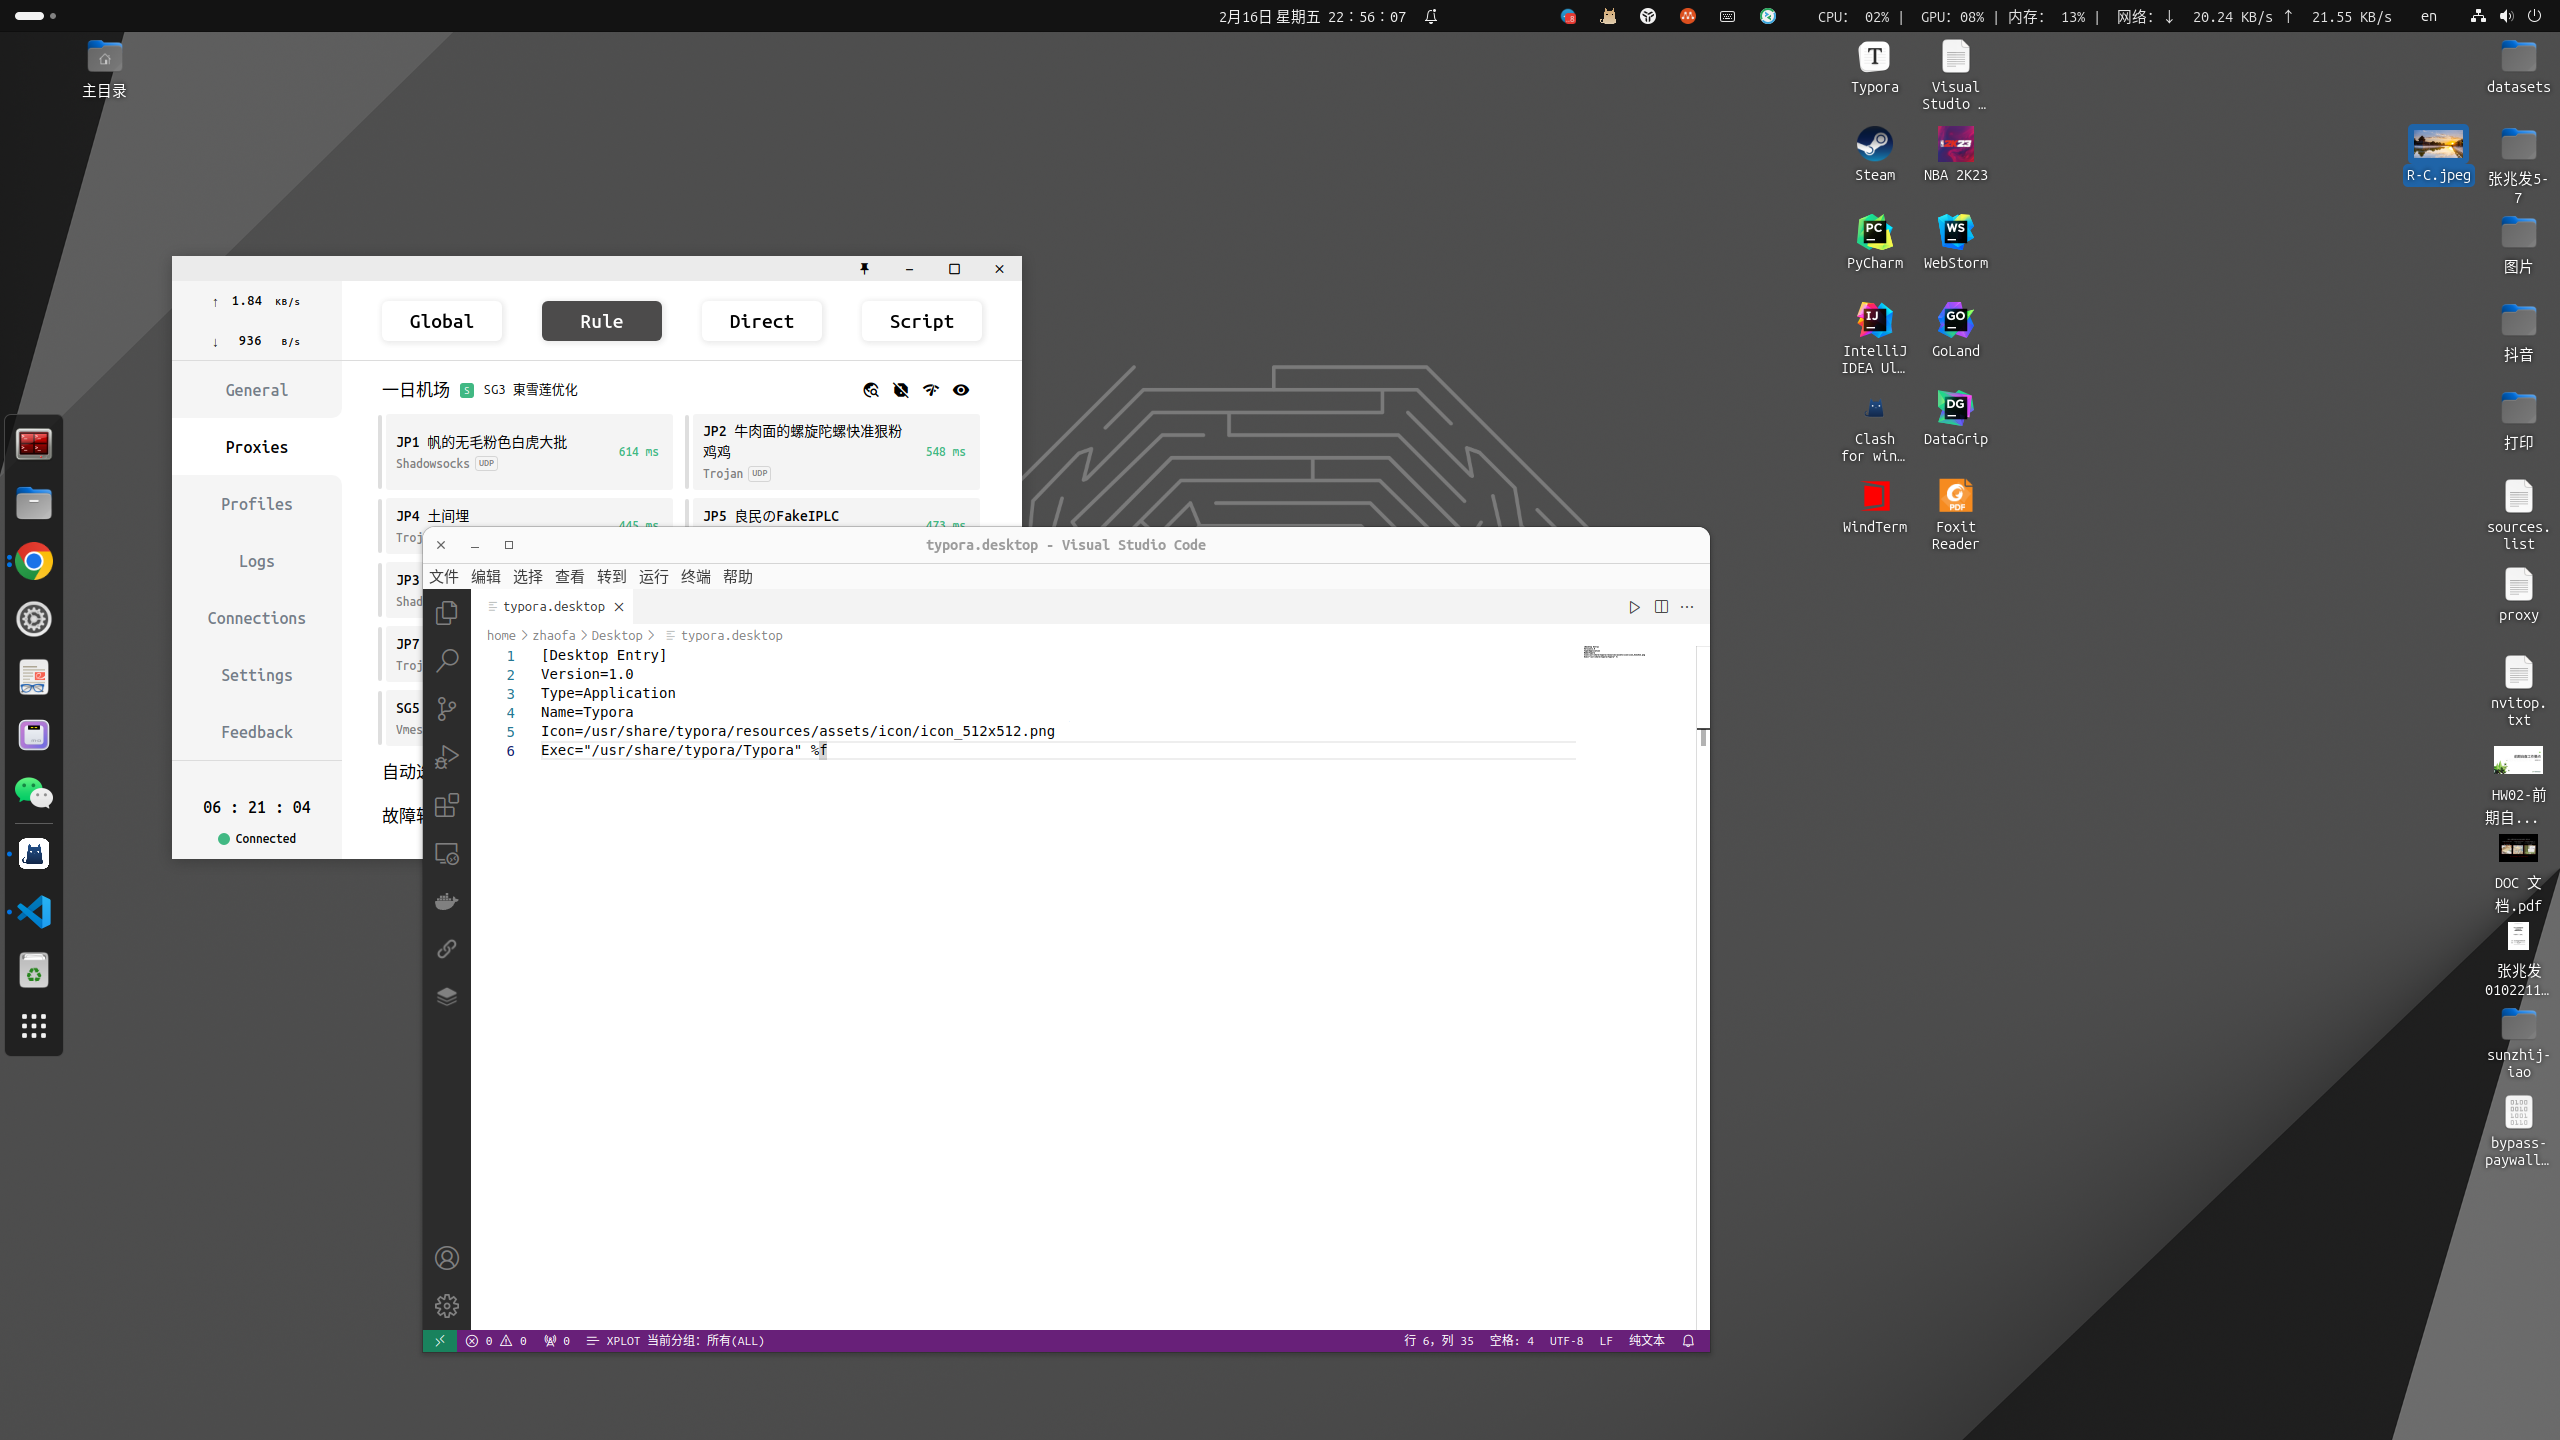 2月16日 星期五 22：56：07
CPU： 02% | GPU：08% | 内存： 13% | 网络：↓ 20.24 KB/s ↑ 21.55 KB/s
en
主目录
Typora
Visual
Studio …
Steam
NBA 2K23
PyCharm
WebStorm
IntelliJ
IDEA Ul…
GoLand
Clash
for win…
DataGrip
WindTerm
Foxit
Reader
R-C.jpeg
datasets
张兆发5-
7
图片
抖音
打印
sources.
list
proxy
nvitop.
txt
HW02-前
期自...
DOC 文
档.pdf
张兆发
0102211…
sunzhij-
iao
bypass-
paywall…
↑ 1.84 KB/s
↓ 936 B/s
General
Proxies
Profiles
Logs
Connections
Settings
Feedback
06 : 21 : 04
Connected
Global
Rule
Direct
Script
一日机场 S SG3 東雪莲优化
JP1 帆的无毛粉色白虎大批
Shadowsocks UDP
614 ms
JP2 牛肉面的螺旋陀螺快准狠粉
鸡鸡
Trojan UDP
548 ms
JP4 土间埋
Troj
445 ms
JP5 良民のFakeIPLC
473 ms
JP3
Shad
JP7
Troj
SG5
Vmes
自动
故障
typora.desktop - Visual Studio Code
文件 编辑 选择 查看 转到 运行 终端 帮助
typora.desktop
home > zhaofa > Desktop > typora.desktop
1 [Desktop Entry]
2 Version=1.0
3 Type=Application
4 Name=Typora
5 Icon=/usr/share/typora/resources/assets/icon/icon_512x512.png
6 Exec="/usr/share/typora/Typora" %f
0 0 0 XPLOT 当前分组：所有(ALL)
行 6，列 35 空格: 4 UTF-8 LF 纯文本